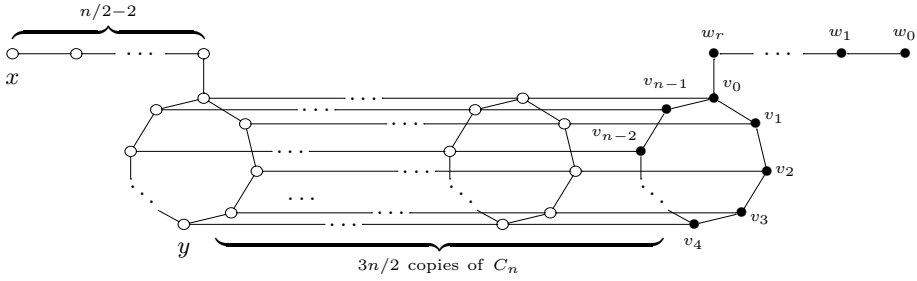 n/2−2
x
w_r
w_1
w_0
v_{n−1}
v_0
v_1
v_{n−2}
v_2
v_3
v_4
y
3n/2 copies of C_n